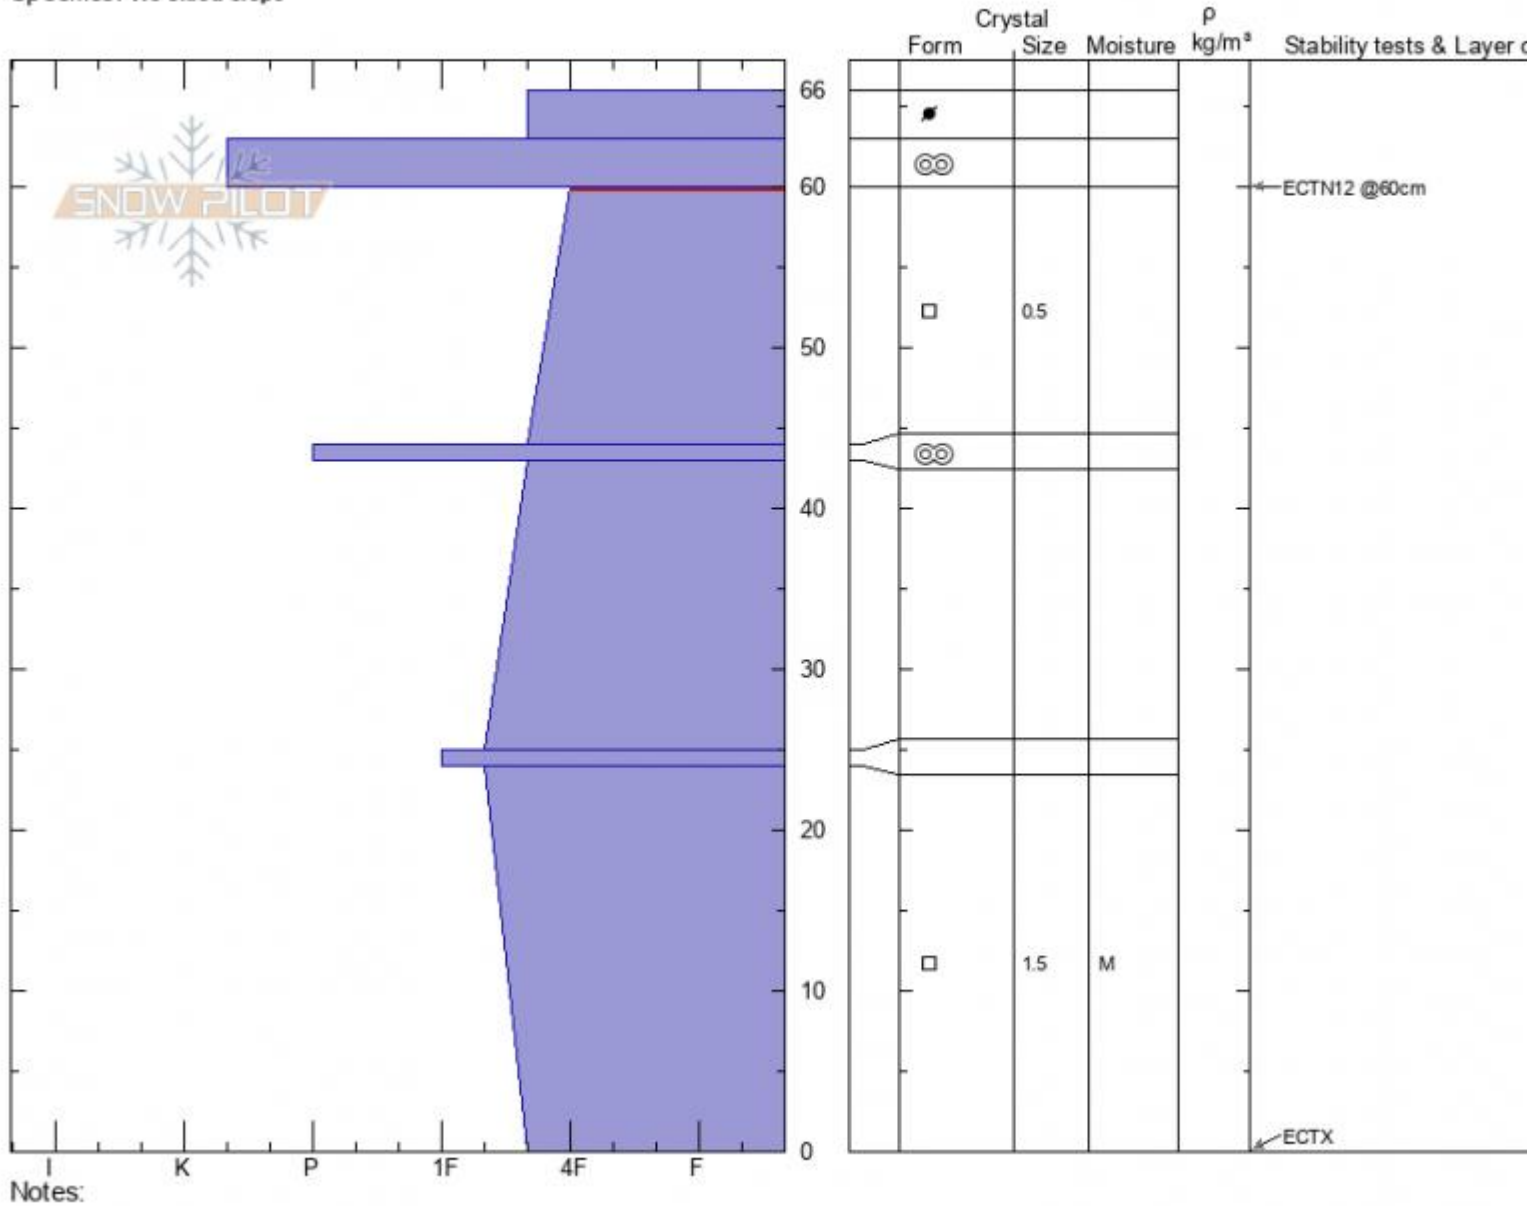 Crystal
ρ
Form Size Moisture kg/m³ Stability tests & Layer c
66
SNOW PILOT
60
ECTN12 @60cm
0.5
50
40
30
20
1.5 M
10
ECTX
0
I K P 1F 4F F
Notes: